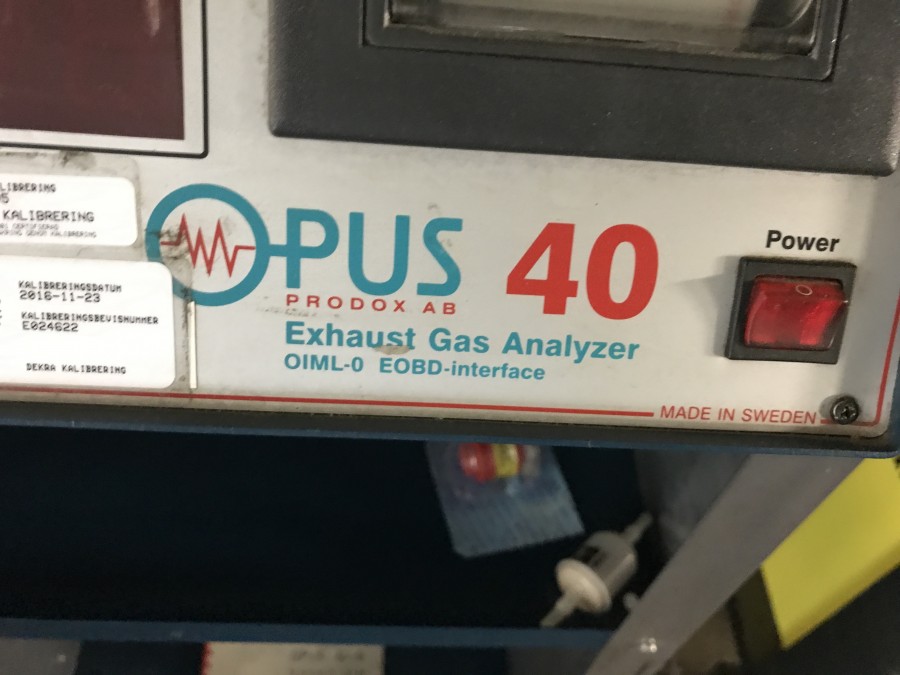 LIBRERING
KALIBRERING
OPUS 40
PRODOX AB
Exhaust Gas Analyzer
OIML-0 EOBD-interface
Power
MADE IN SWEDEN
KALIBRERINGSDATUM
2016-11-23
KALIBRERINGSBEVISNUMMER
E024622
DEKRA KALIBRERING